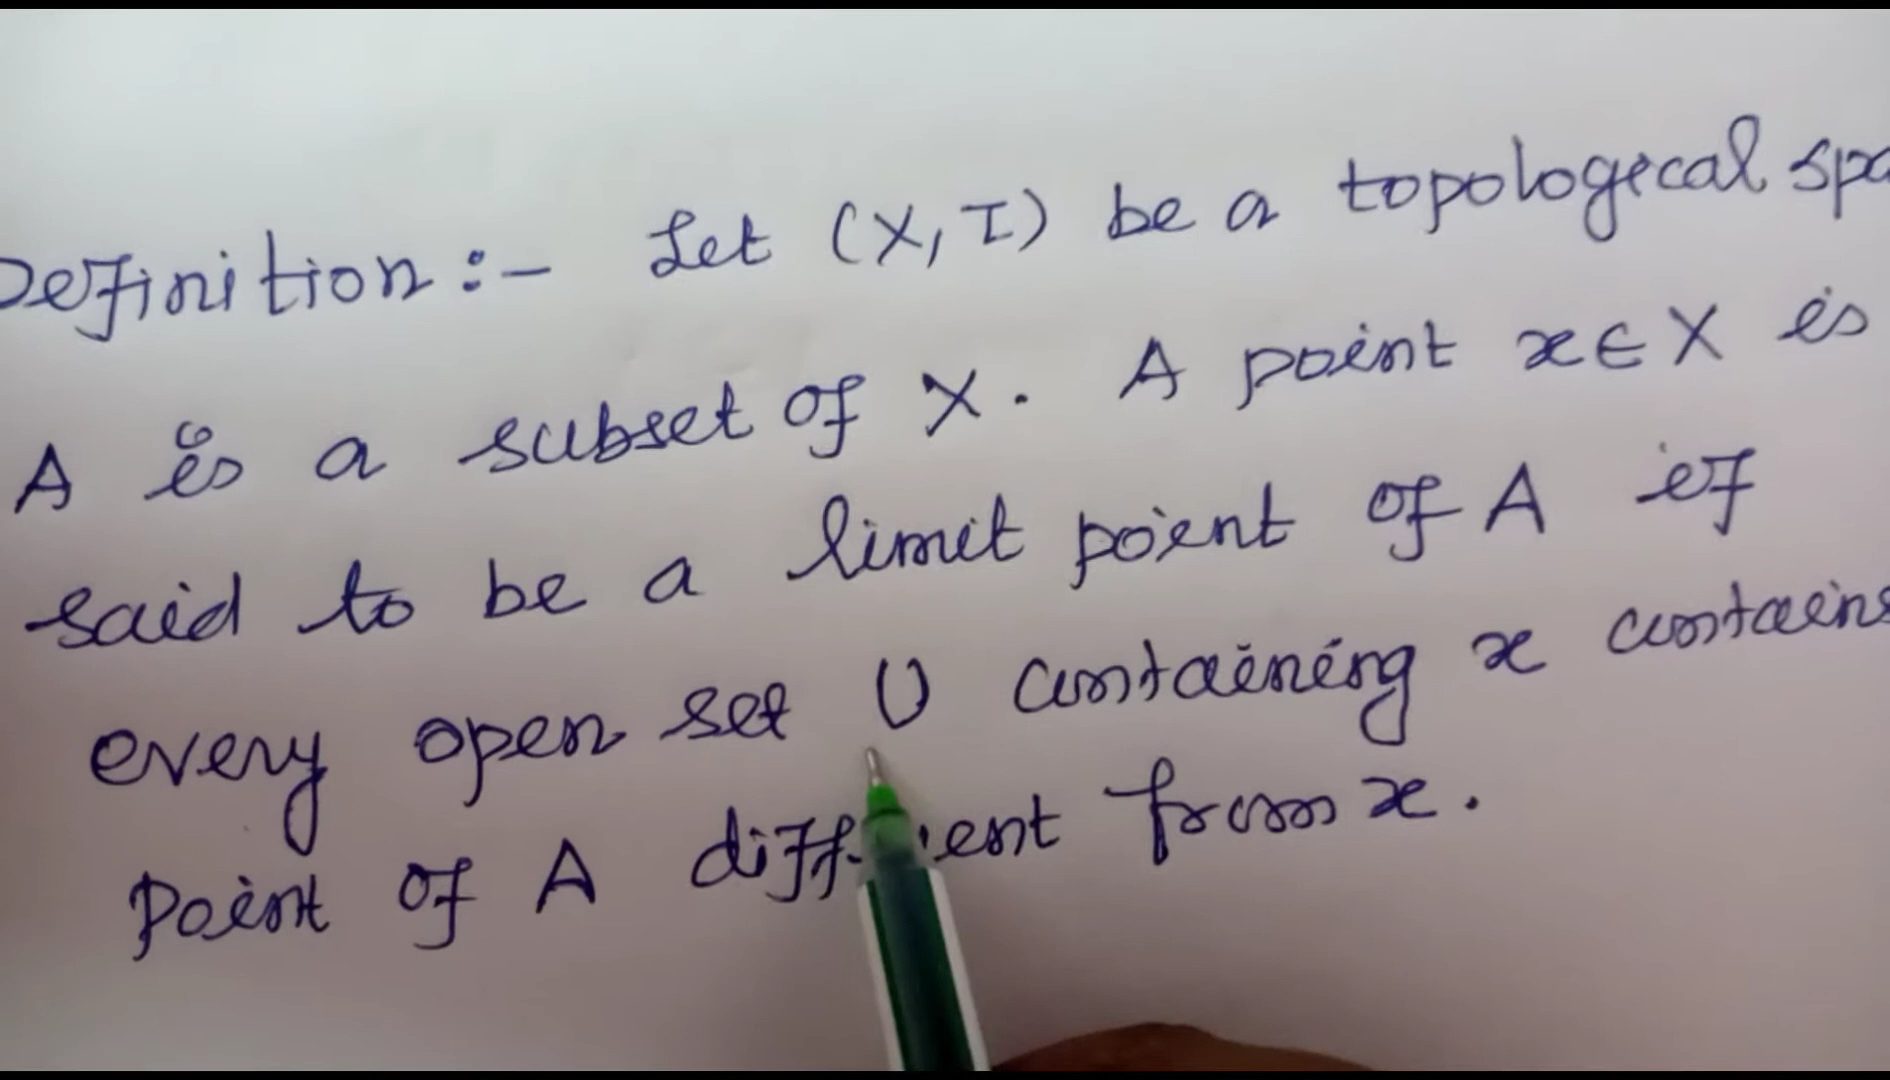 Definition :- Let (X, τ) be a topological spa
A is a subset of X. A point x ∈ X is
said to be a limit point of A if
every open set U containing x contains
Point of A different from x.